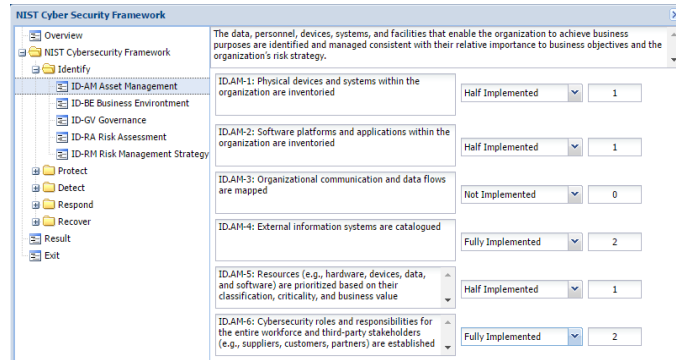 NIST Cyber Security Framework
Overview
NIST Cybersecurity Framework
Identify
ID-AM Asset Management
ID-BE Business Environtment
ID-GV Governance
ID-RA Risk Assessment
ID-RM Risk Management Strategy
Protect
Detect
Respond
Recover
Result
Exit
The data, personnel, devices, systems, and facilities that enable the organization to achieve business
purposes are identified and managed consistent with their relative importance to business objectives and the
organization's risk strategy.
ID.AM-1: Physical devices and systems within the
organization are inventoried
Half Implemented
1
ID.AM-2: Software platforms and applications within the
organization are inventoried
Half Implemented
1
ID.AM-3: Organizational communication and data flows
are mapped
Not Implemented
0
ID.AM-4: External information systems are catalogued
Fully Implemented
2
ID.AM-5: Resources (e.g., hardware, devices, data,
and software) are prioritized based on their
classification, criticality, and business value
Half Implemented
1
ID.AM-6: Cybersecurity roles and responsibilities for
the entire workforce and third-party stakeholders
(e.g., suppliers, customers, partners) are established
Fully Implemented
2